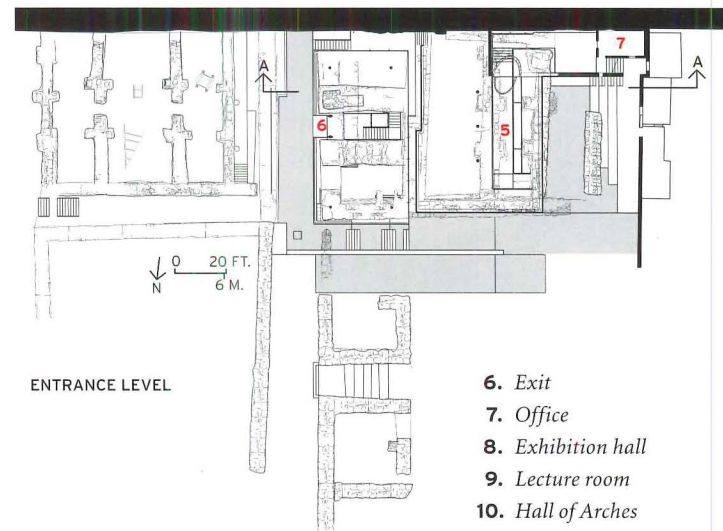 7
A
A
6
5
0 20 FT.
6 M.
N
ENTRANCE LEVEL
6. Exit
7. Office
8. Exhibition hall
9. Lecture room
10. Hall of Arches